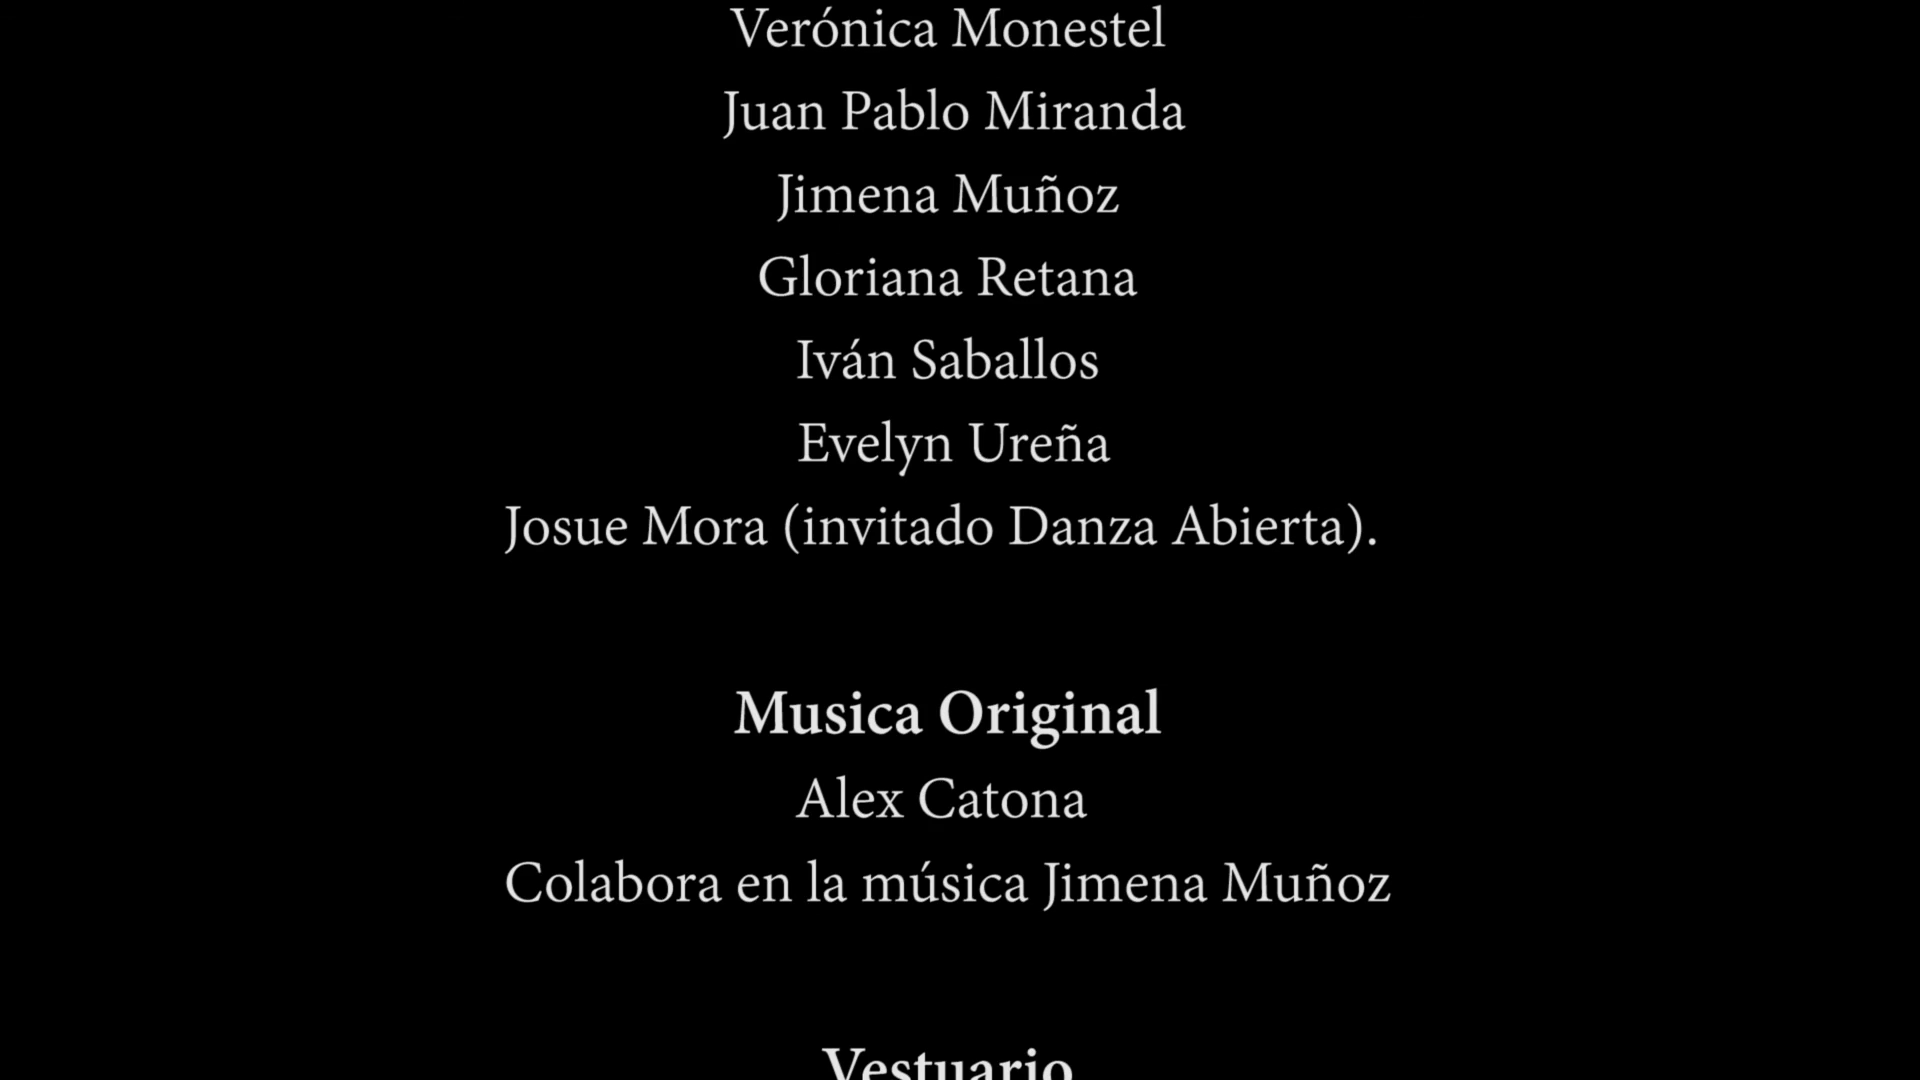 Verónica Monestel
Juan Pablo Miranda
Jimena Muñoz
Gloriana Retana
Iván Saballos
Evelyn Ureña
Josue Mora (invitado Danza Abierta).
Musica Original
Alex Catona
Colabora en la música Jimena Muñoz
Vestuario